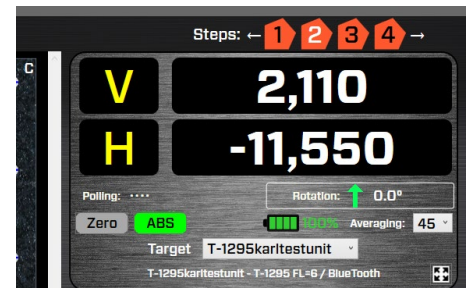 Steps: ← 1 2 3 4 →
C
V 2,110
H -11,550
Polling: ····
Rotation: ↑ 0.0º
Zero ABS 100% Averaging: 45
Target T-1295karltestunit
T-1295karltestunit - T-1295 FL=6 / BlueTooth